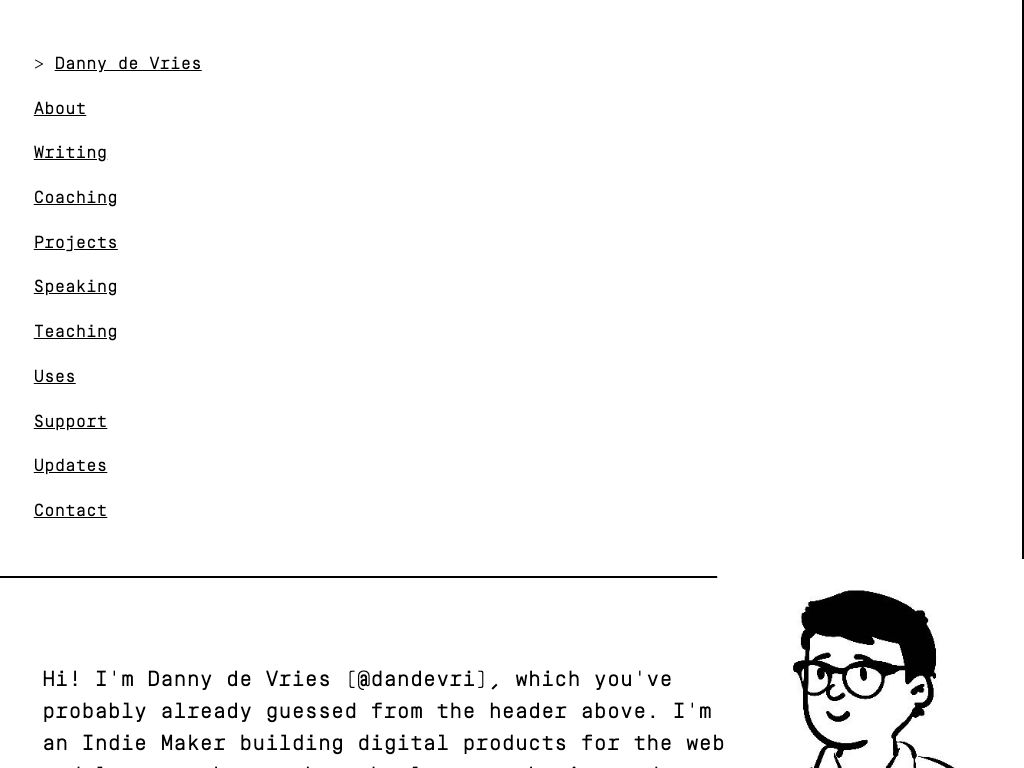 > Danny de Vries
About
Writing
Coaching
Projects
Speaking
Teaching
Uses
Support
Updates
Contact
Hi! I'm Danny de Vries [@dandevri], which you've
probably already guessed from the header above. I'm
an Indie Maker building digital products for the web